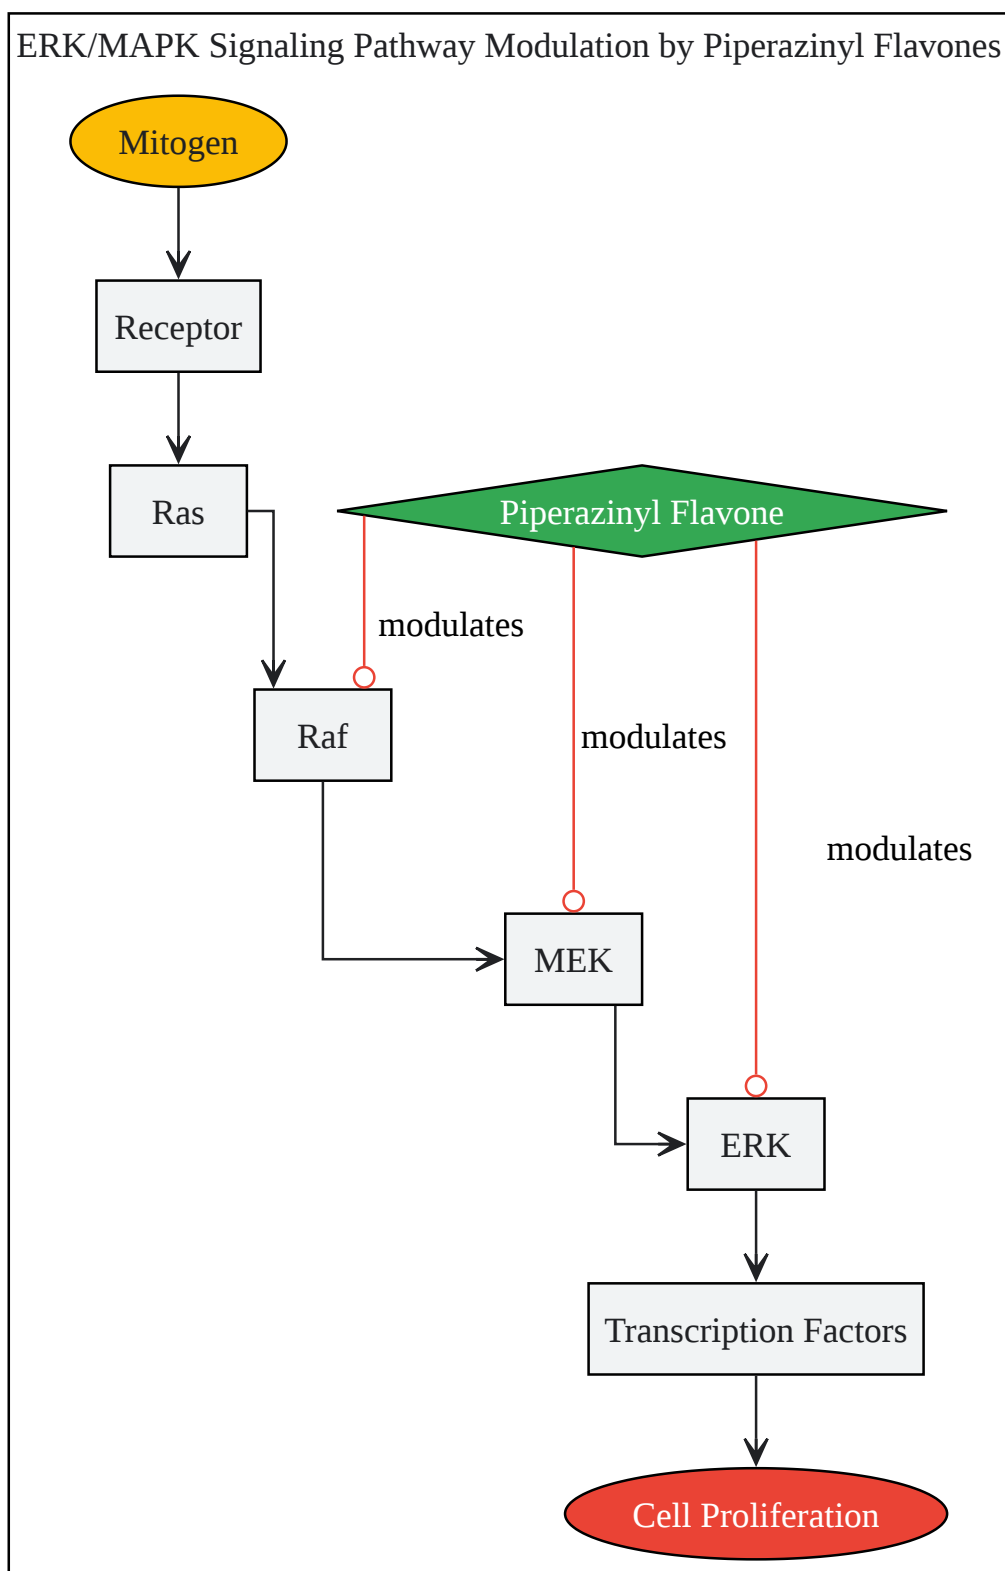 ERK/MAPK Signaling Pathway Modulation by Piperazinyl Flavones
Mitogen
Receptor
Ras
Piperazinyl Flavone
modulates
Raf
modulates
modulates
MEK
ERK
Transcription Factors
Cell Proliferation